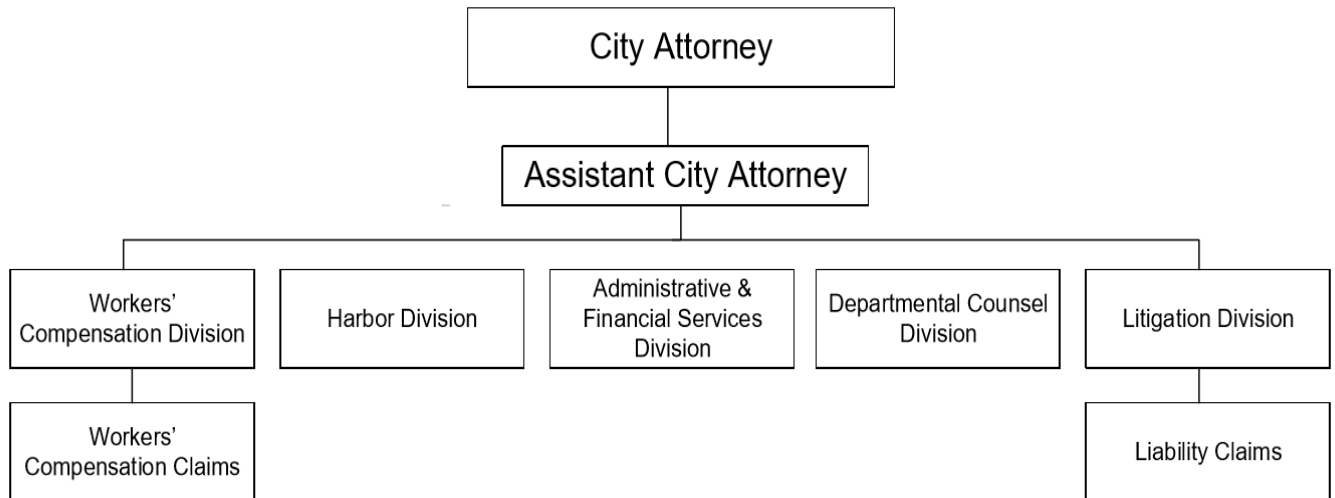 City Attorney
Assistant City Attorney
Workers’
Compensation Division
Harbor Division
Administrative &
Financial Services
Division
Departmental Counsel
Division
Litigation Division
Workers’
Compensation Claims
Liability Claims